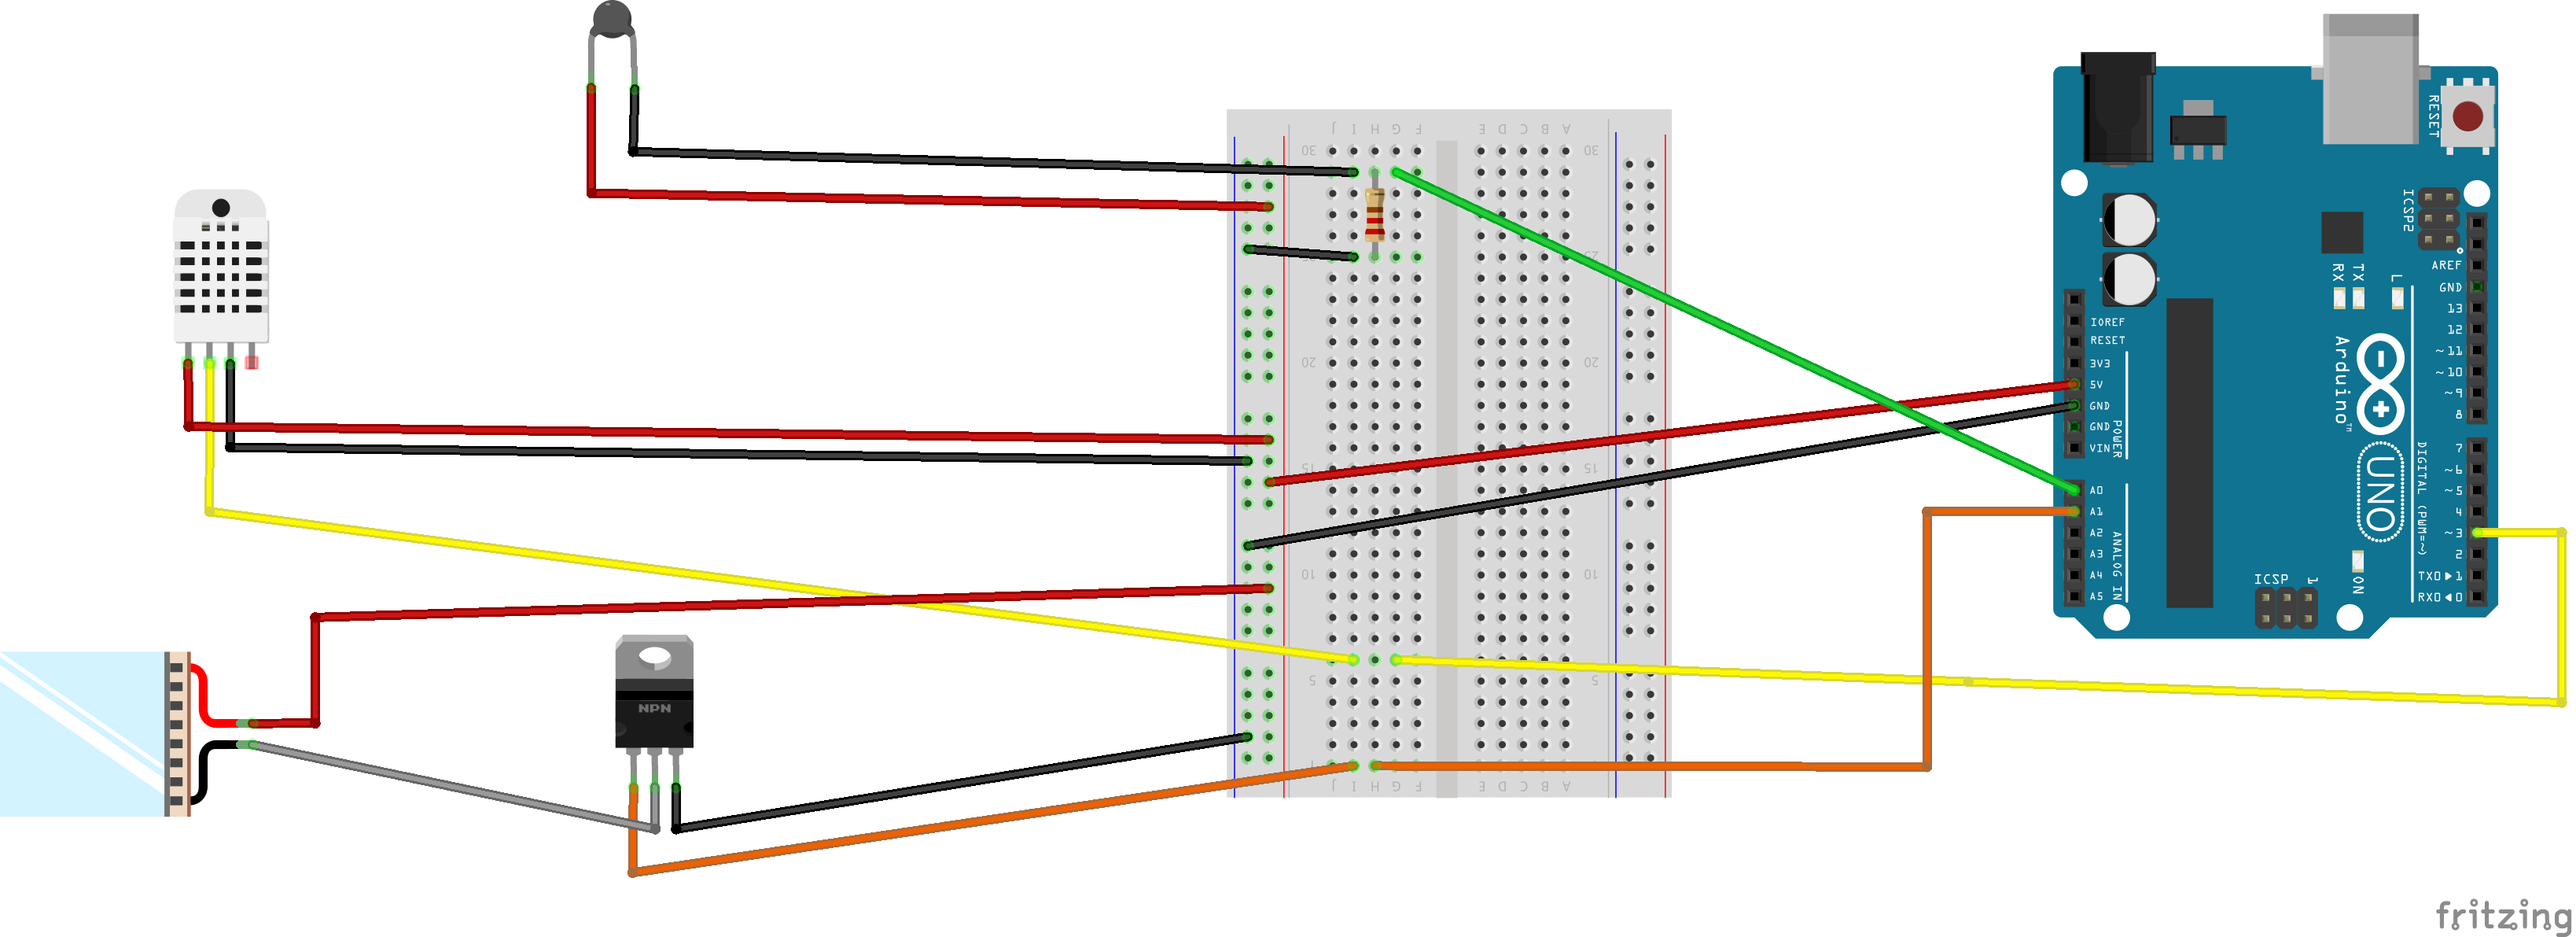 J I H G F E D C B A
30 30
25 25
20 20
15 15
10 10
5 5
1
J I H G F E D C B A
NPN
RESET
ICSP2
AREF
GND
13
12
~11
~10
~9
8
7
~6
~5
4
~3
2
TX0▶1
RX0◀0
DIGITAL (PWM=~)
RX
TX
L
IOREF
RESET
3V3
5V
GND
GND
VIN
POWER
A0
A1
A2
A3
A4
A5
ANALOG IN
Arduino™
UNO
ON
ICSP
1
fritzing